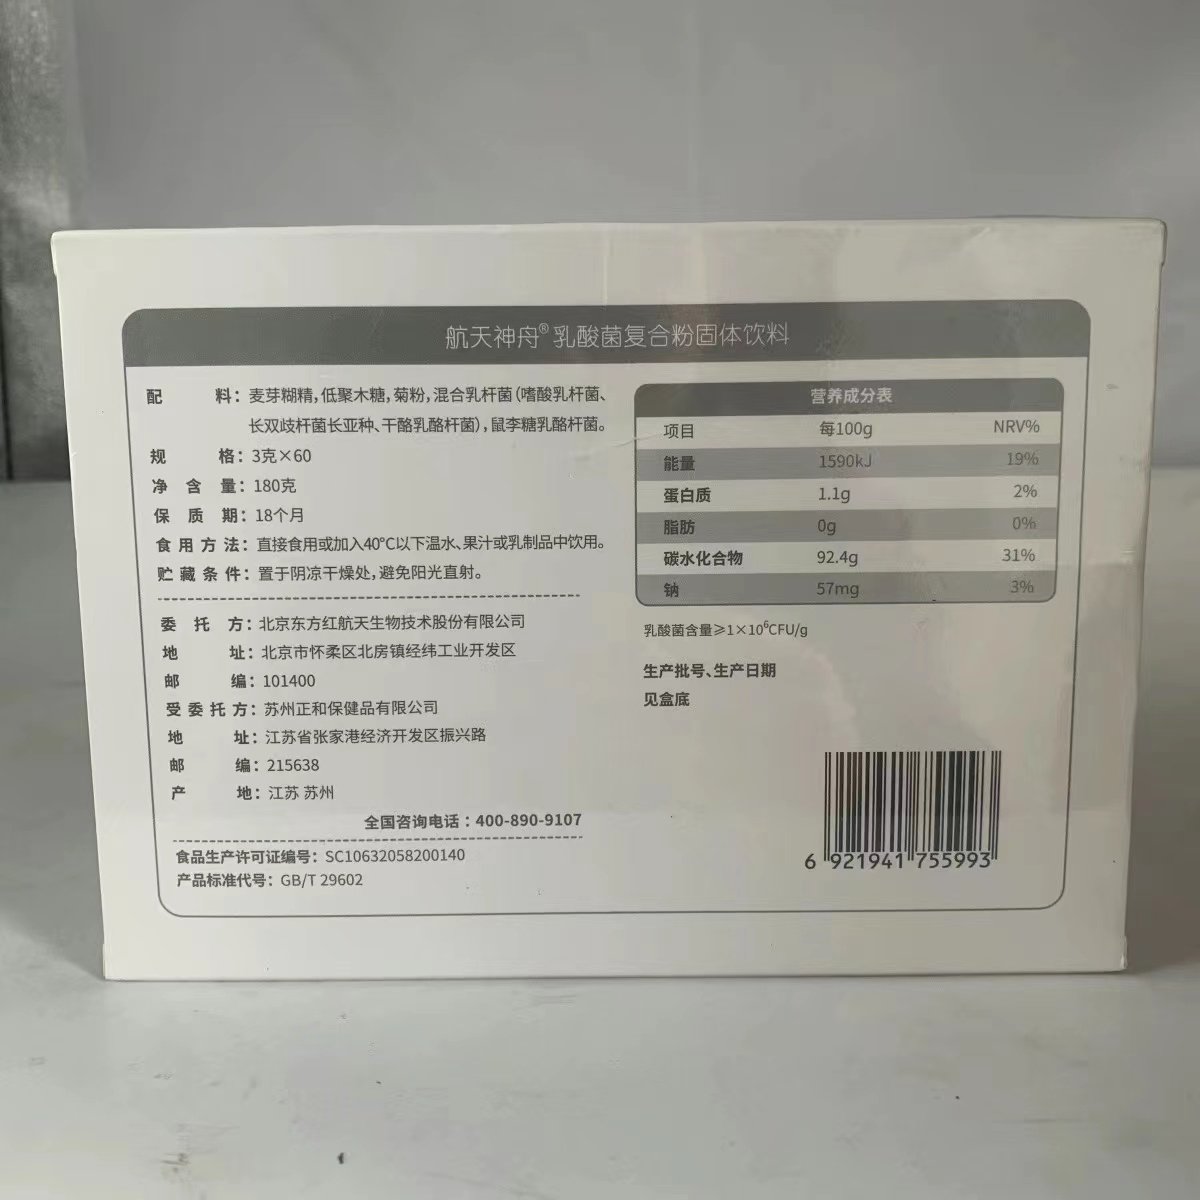 航天神舟®乳酸菌复合粉固体饮料
配料：麦芽糊精，低聚木糖，菊粉，混合乳杆菌（嗜酸乳杆菌、
长双歧杆菌长亚种、干酪乳酪杆菌），鼠李糖乳酪杆菌。
规格：3克×60
净含量：180克
保质期：18个月
食用方法：直接食用或加入40℃以下温水、果汁或乳制品中饮用。
贮藏条件：置于阴凉干燥处，避免阳光直射。
委托方：北京东方红航天生物技术股份有限公司
地址：北京市怀柔区北房镇经纬工业开发区
邮编：101400
受委托方：苏州正和保健品有限公司
地址：江苏省张家港经济开发区振兴路
邮编：215638
产地：江苏 苏州
全国咨询电话：400-890-9107
食品生产许可证编号：SC10632058200140
产品标准代号：GB/T 29602
营养成分表
项目 每100g NRV%
能量 1590kJ 19%
蛋白质 1.1g 2%
脂肪 0g 0%
碳水化合物 92.4g 31%
钠 57mg 3%
乳酸菌含量≥1×10⁶CFU/g
生产批号、生产日期
见盒底
6 921941 755993